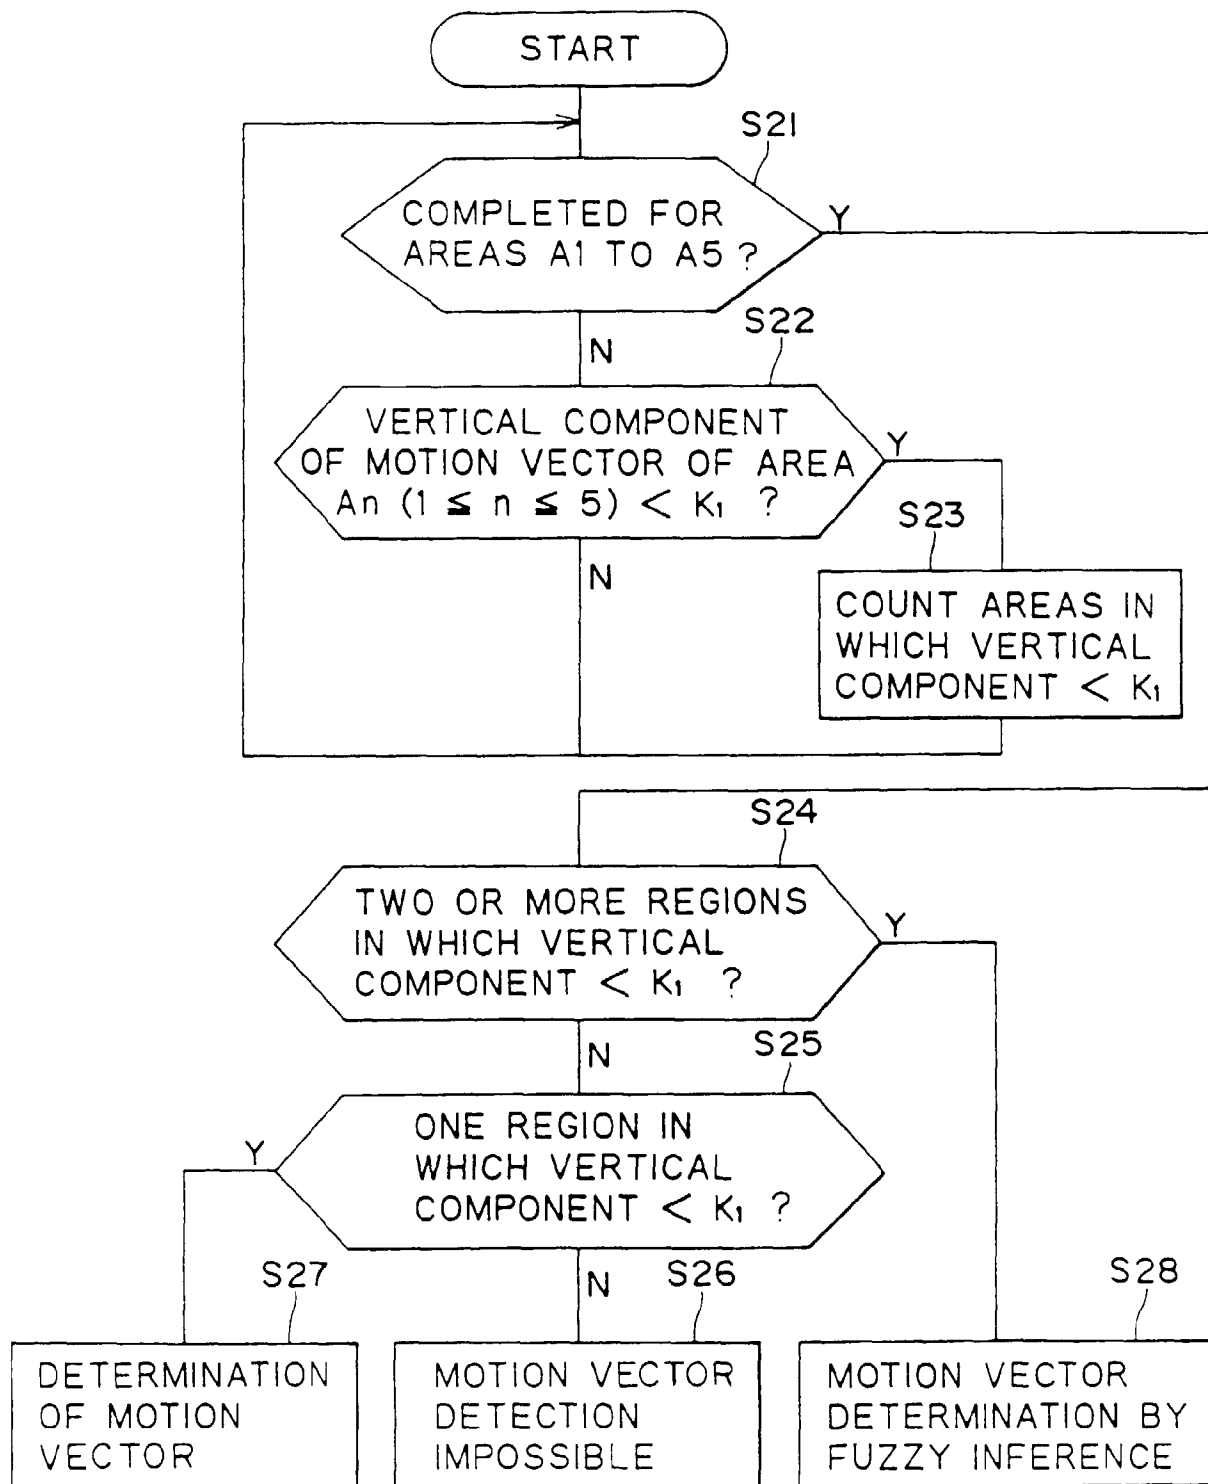 START
S21
COMPLETED FOR
AREAS A1 TO A5 ?
Y
N
S22
VERTICAL COMPONENT
OF MOTION VECTOR OF AREA
An (1 ≦ n ≦ 5) < K₁ ?
Y
N
S23
COUNT AREAS IN
WHICH VERTICAL
COMPONENT < K₁
S24
TWO OR MORE REGIONS
IN WHICH VERTICAL
COMPONENT < K₁ ?
Y
N
S25
ONE REGION IN
WHICH VERTICAL
COMPONENT < K₁ ?
Y
N
S27
DETERMINATION
OF MOTION
VECTOR
S26
MOTION VECTOR
DETECTION
IMPOSSIBLE
S28
MOTION VECTOR
DETERMINATION BY
FUZZY INFERENCE